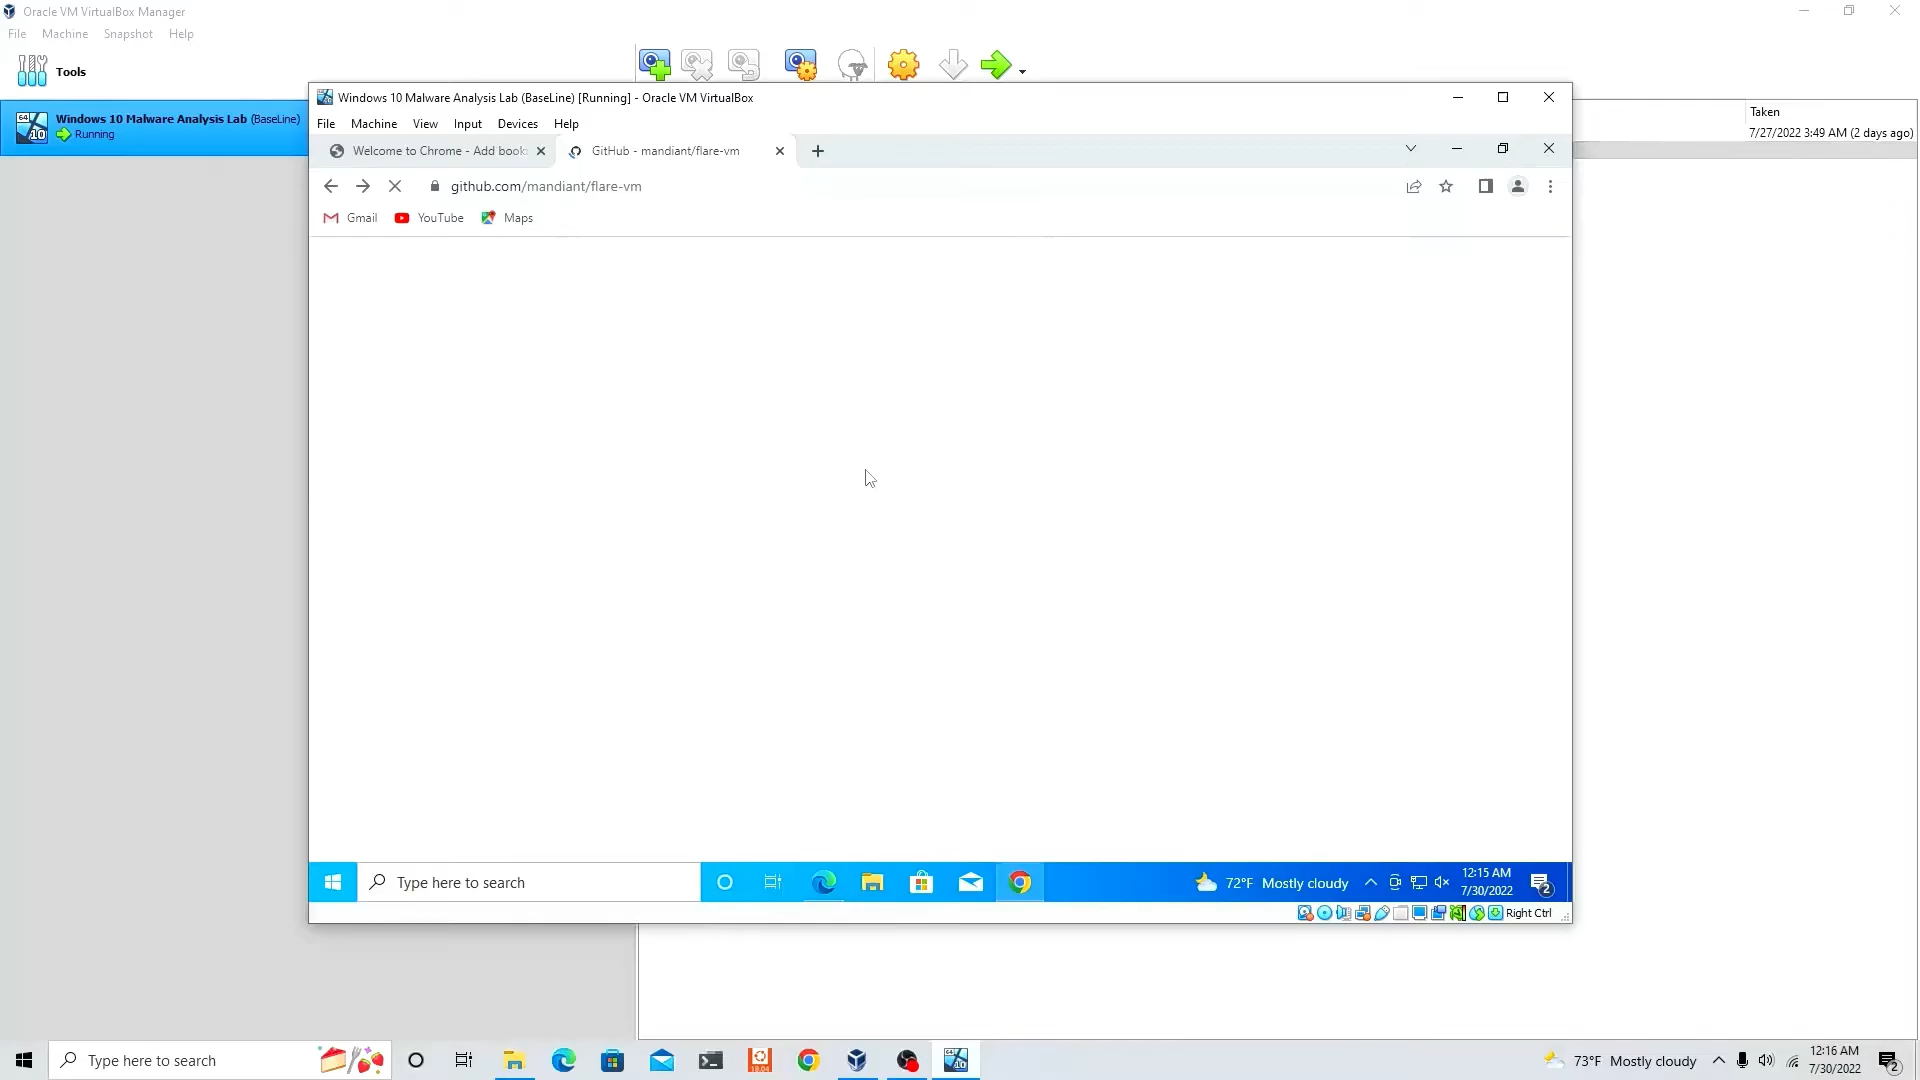 Oracle VM VirtualBox Manager
File Machine Snapshot Help
Tools
Windows 10 Malware Analysis Lab (BaseLine)
Running
Taken
7/27/2022 3:49 AM (2 days ago)
Windows 10 Malware Analysis Lab (BaseLine) [Running] - Oracle VM VirtualBox
File Machine View Input Devices Help
Welcome to Chrome - Add book GitHub - mandiant/flare-vm
github.com/mandiant/flare-vm
Gmail YouTube Maps
Type here to search
72°F Mostly cloudy
12:15 AM
7/30/2022
2
Right Ctrl
Type here to search
18.04
73°F Mostly cloudy
12:16 AM
7/30/2022
2